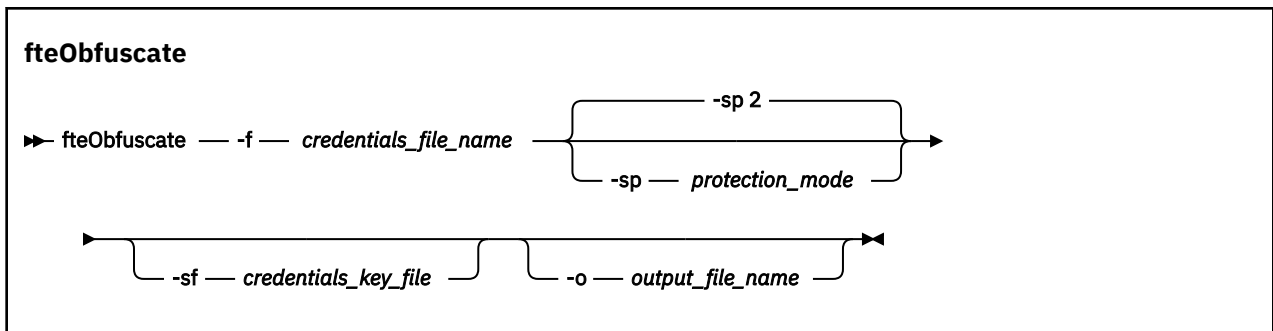 fteObfuscate
-sp 2
fteObfuscate -f credentials_file_name
-sp protection_mode
-sf credentials_key_file -o output_file_name